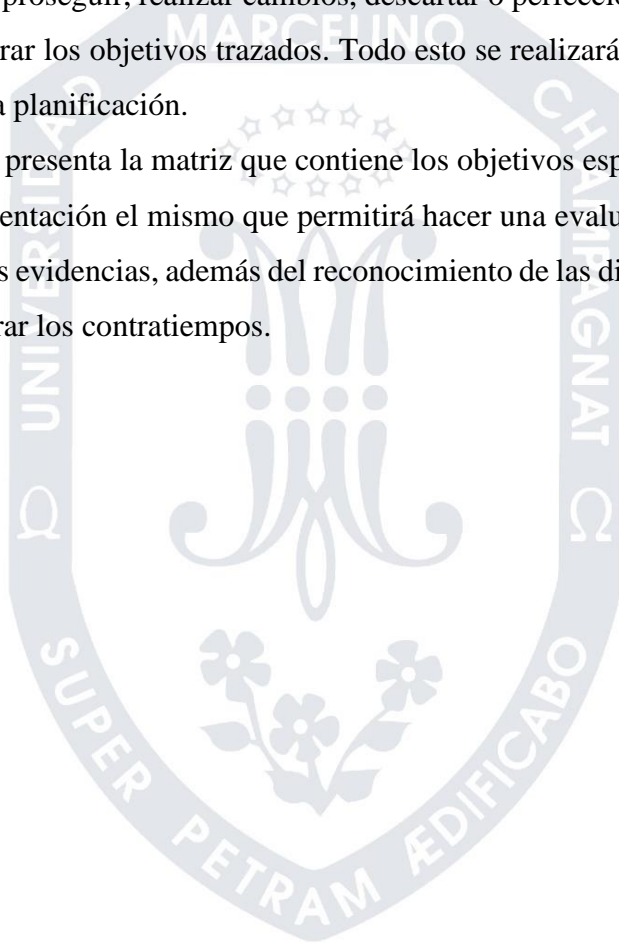 proseguir, realizar cambios, descartar o perfeccio
rar los objetivos trazados. Todo esto se realizará
a planificación.
presenta la matriz que contiene los objetivos esp
entación el mismo que permitirá hacer una evalu
s evidencias, además del reconocimiento de las di
rar los contratiempos.
UNIVERSIDAD
MARCELINO
CHAMPAGNAT
Ω Ω
SUPER PETRAM ÆDIFICABO